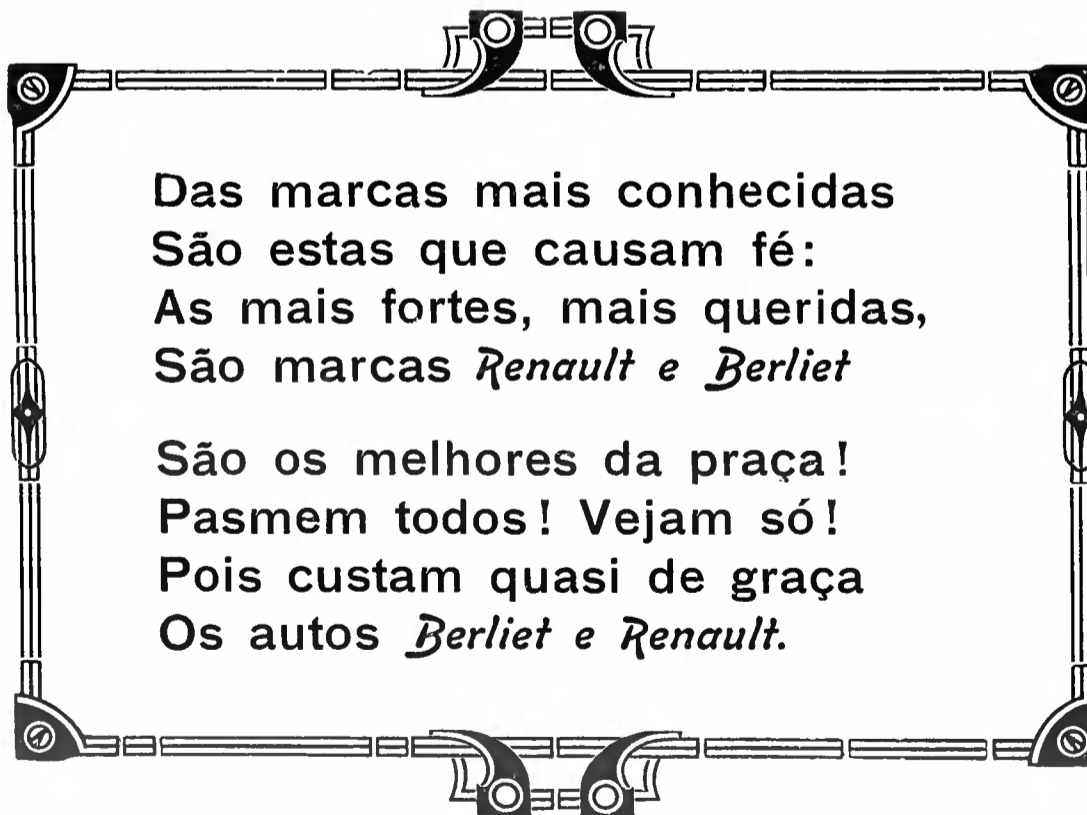 Das marcas mais conhecidas
São estas que causam fé:
As mais fortes, mais queridas,
São marcas Renault e Berliet
São os melhores da praça!
Pasmem todos! Vejam só!
Pois custam quasi de graça
Os autos Berliet e Renault.